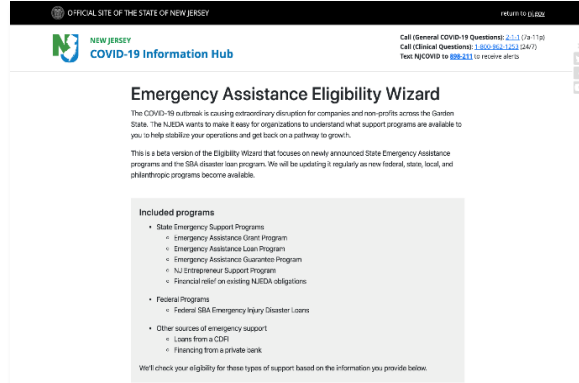 OFFICIAL SITE OF THE STATE OF NEW JERSEY
return to nj.gov
NJ
NEW JERSEY
COVID-19 Information Hub
Call (General COVID-19 Questions): 2-1-1 (7a-11p)
Call (Clinical Questions): 1-800-962-1253 (24/7)
Text NJCOVID to 898-211 to receive alerts
Emergency Assistance Eligibility Wizard
The COVID-19 outbreak is causing extraordinary disruption for companies and non-profits across the Garden
State. The NJEDA wants to make it easy for organizations to understand what support programs are available to
you to help stabilize your operations and get back on a pathway to growth.
This is a beta version of the Eligibility Wizard that focuses on newly announced State Emergency Assistance
programs and the SBA disaster loan program. We will be updating it regularly as new federal, state, local, and
philanthropic programs become available.
Included programs
• State Emergency Support Programs
◦ Emergency Assistance Grant Program
◦ Emergency Assistance Loan Program
◦ Emergency Assistance Guarantee Program
◦ NJ Entrepreneur Support Program
◦ Financial relief on existing NJEDA obligations
• Federal Programs
◦ Federal SBA Emergency Injury Disaster Loans
• Other sources of emergency support
◦ Loans from a CDFI
◦ Financing from a private bank
We'll check your eligibility for these types of support based on the information you provide below.